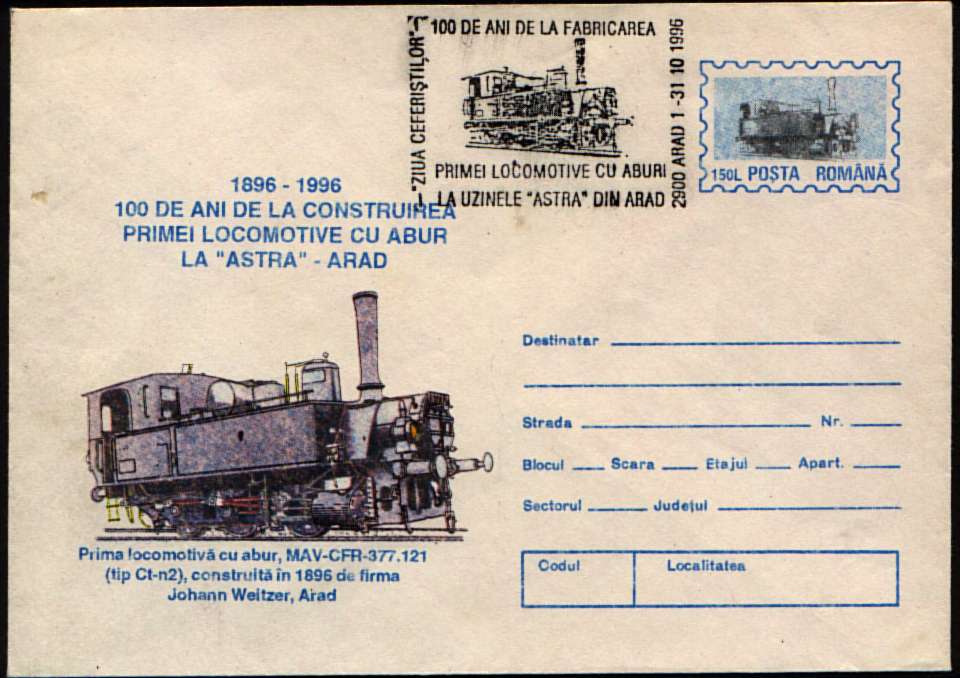 "ZIUA CEFERIŞTILOR"
100 DE ANI DE LA FABRICAREA
PRIMEI LOCOMOTIVE CU ABURI
LA UZINELE "ASTRA" DIN ARAD
2900 ARAD 1 -31 10 1996
150L POŞTA ROMÂNĂ
1896 - 1996
100 DE ANI DE LA CONSTRUIREA
PRIMEI LOCOMOTIVE CU ABUR
LA "ASTRA" - ARAD
Prima locomotivă cu abur, MAV-CFR-377.121
(tip Ct-n2), construită în 1896 de firma
Johann Weitzer, Arad
Destinatar
Strada Nr.
Blocul Scara Etajul Apart.
Sectorul Judeţul
Codul Localitatea